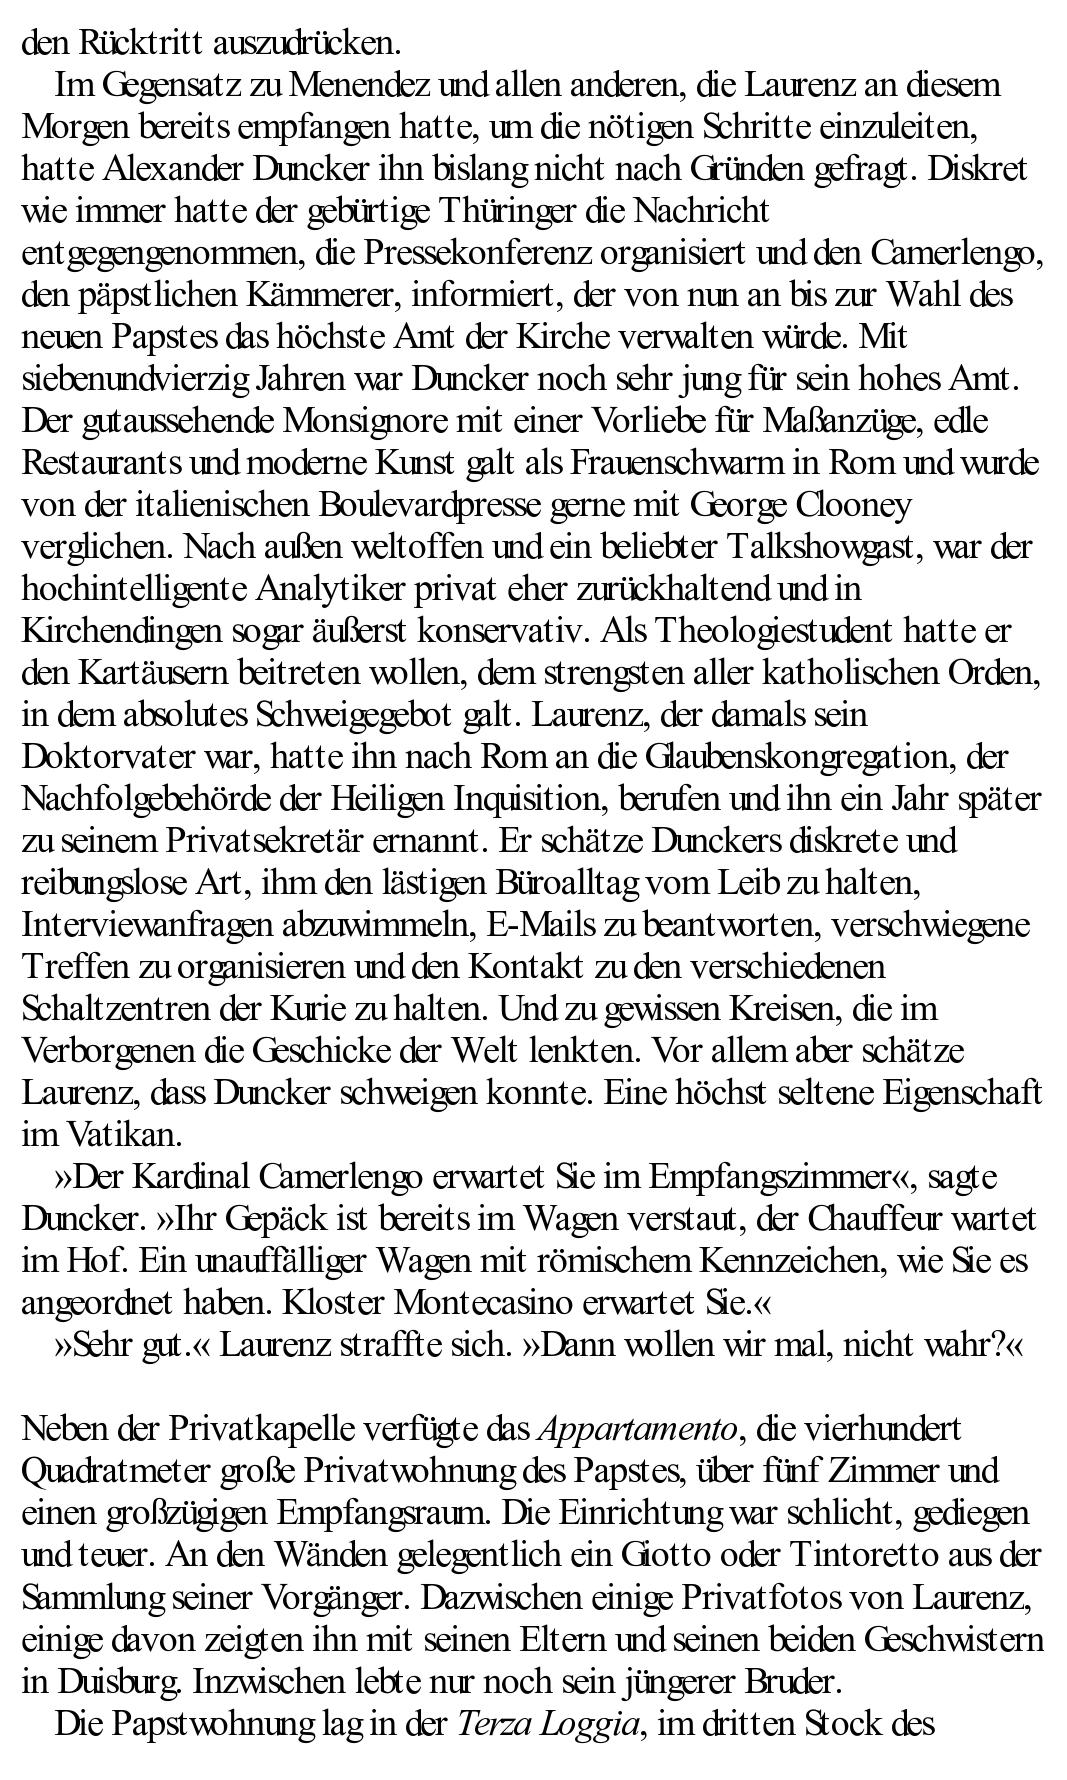 den Rücktritt auszudrücken.
Im Gegensatz zu Menendez und allen anderen, die Laurenz an diesem
Morgen bereits empfangen hatte, um die nötigen Schritte einzuleiten,
hatte Alexander Duncker ihn bislang nicht nach Gründen gefragt. Diskret
wie immer hatte der gebürtige Thüringer die Nachricht
entgegengenommen, die Pressekonferenz organisiert und den Camerlengo,
den päpstlichen Kämmerer, informiert, der von nun an bis zur Wahl des
neuen Papstes das höchste Amt der Kirche verwalten würde. Mit
siebenundvierzig Jahren war Duncker noch sehr jung für sein hohes Amt.
Der gutaussehende Monsignore mit einer Vorliebe für Maßanzüge, edle
Restaurants und moderne Kunst galt als Frauenschwarm in Rom und wurde
von der italienischen Boulevardpresse gerne mit George Clooney
verglichen. Nach außen weltoffen und ein beliebter Talkshowgast, war der
hochintelligente Analytiker privat eher zurückhaltend und in
Kirchendingen sogar äußerst konservativ. Als Theologiestudent hatte er
den Kartäusern beitreten wollen, dem strengsten aller katholischen Orden,
in dem absolutes Schweigegebot galt. Laurenz, der damals sein
Doktorvater war, hatte ihn nach Rom an die Glaubenskongregation, der
Nachfolgebehörde der Heiligen Inquisition, berufen und ihn ein Jahr später
zu seinem Privatsekretär ernannt. Er schätze Dunckers diskrete und
reibungslose Art, ihm den lästigen Büroalltag vom Leib zu halten,
Interviewanfragen abzuwimmeln, E-Mails zu beantworten, verschwiegene
Treffen zu organisieren und den Kontakt zu den verschiedenen
Schaltzentren der Kurie zu halten. Und zu gewissen Kreisen, die im
Verborgenen die Geschicke der Welt lenkten. Vor allem aber schätze
Laurenz, dass Duncker schweigen konnte. Eine höchst seltene Eigenschaft
im Vatikan.
»Der Kardinal Camerlengo erwartet Sie im Empfangszimmer«, sagte
Duncker. »Ihr Gepäck ist bereits im Wagen verstaut, der Chauffeur wartet
im Hof. Ein unauffälliger Wagen mit römischem Kennzeichen, wie Sie es
angeordnet haben. Kloster Montecasino erwartet Sie.«
»Sehr gut.« Laurenz straffte sich. »Dann wollen wir mal, nicht wahr?«
Neben der Privatkapelle verfügte das Appartamento, die vierhundert
Quadratmeter große Privatwohnung des Papstes, über fünf Zimmer und
einen großzügigen Empfangsraum. Die Einrichtung war schlicht, gediegen
und teuer. An den Wänden gelegentlich ein Giotto oder Tintoretto aus der
Sammlung seiner Vorgänger. Dazwischen einige Privatfotos von Laurenz,
einige davon zeigten ihn mit seinen Eltern und seinen beiden Geschwistern
in Duisburg. Inzwischen lebte nur noch sein jüngerer Bruder.
Die Papstwohnung lag in der Terza Loggia, im dritten Stock des